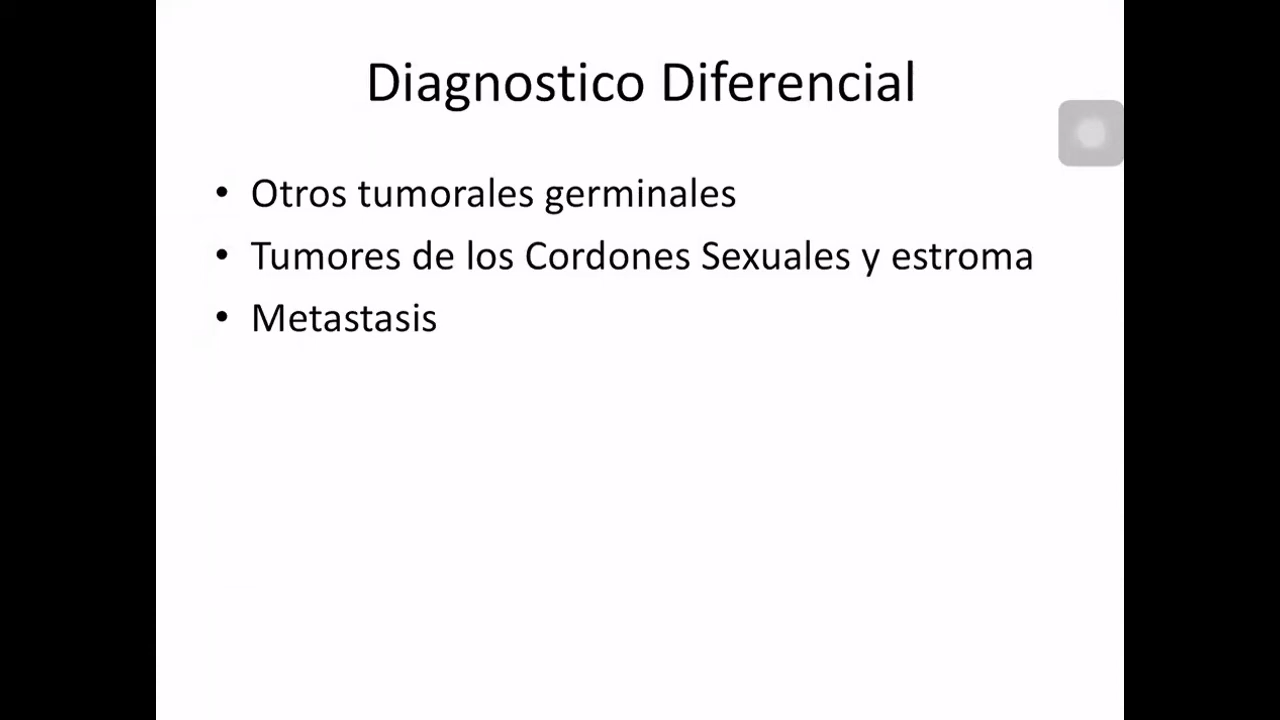 Diagnostico Diferencial
• Otros tumorales germinales
• Tumores de los Cordones Sexuales y estroma
• Metastasis